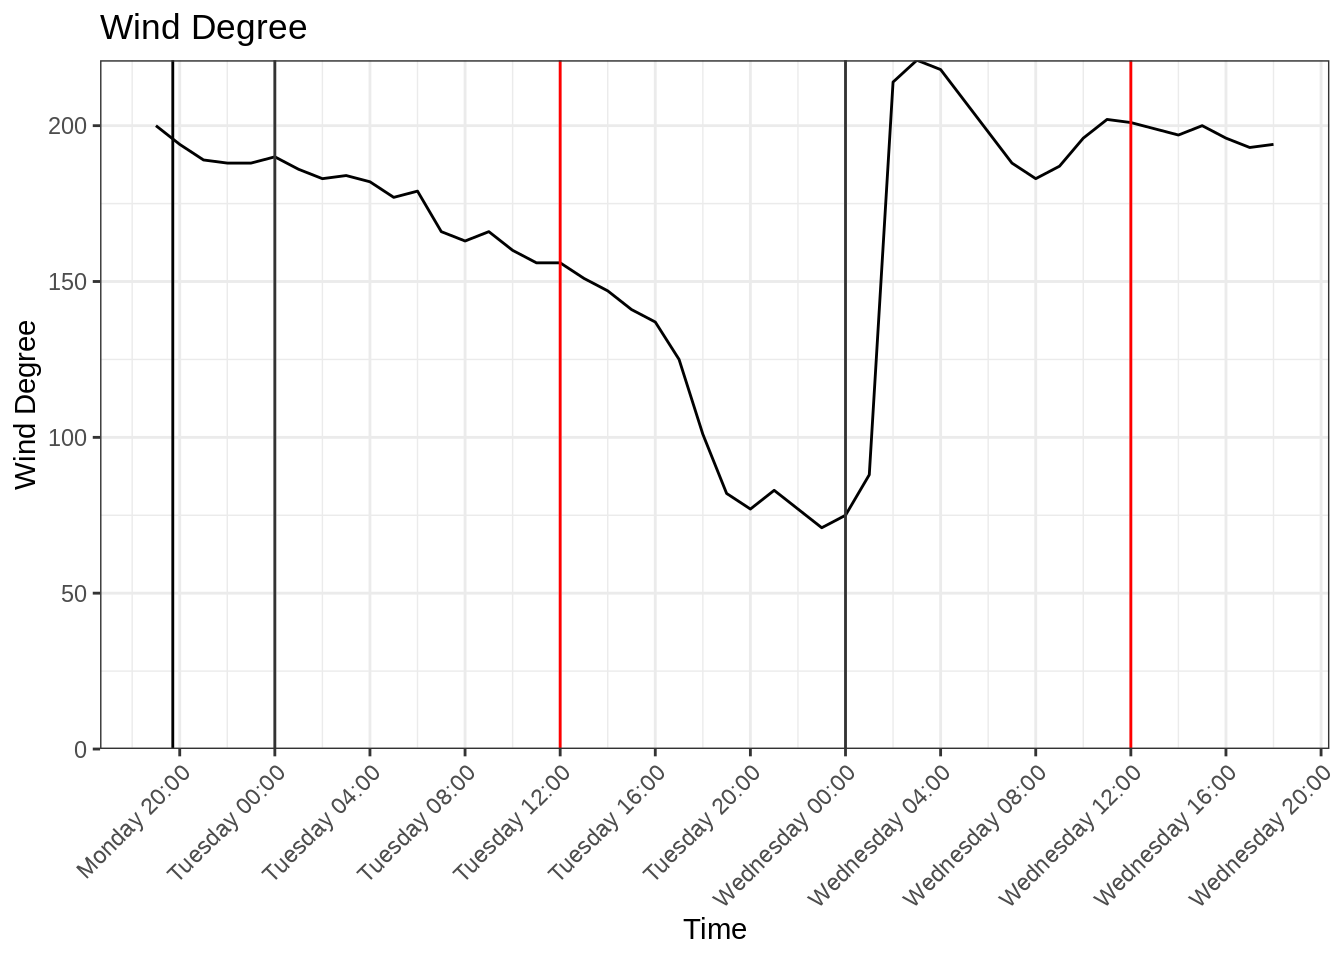 Wind Degree
Wind Degree
200
150
100
50
0
Monday 20:00
Tuesday 00:00
Tuesday 04:00
Tuesday 08:00
Tuesday 12:00
Tuesday 16:00
Tuesday 20:00
Wednesday 00:00
Wednesday 04:00
Wednesday 08:00
Wednesday 12:00
Wednesday 16:00
Wednesday 20:00
Time